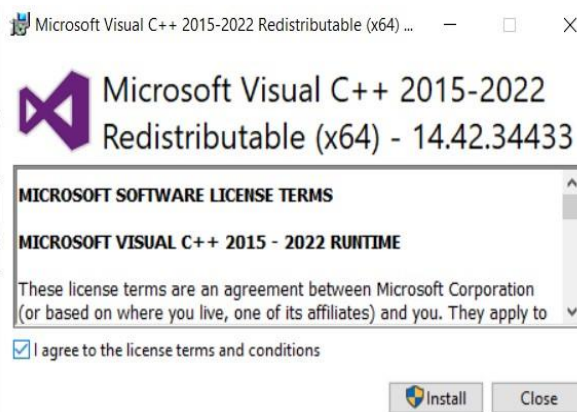 Microsoft Visual C++ 2015-2022 Redistributable (x64) ...
Microsoft Visual C++ 2015-2022
Redistributable (x64) - 14.42.34433
MICROSOFT SOFTWARE LICENSE TERMS
MICROSOFT VISUAL C++ 2015 - 2022 RUNTIME
These license terms are an agreement between Microsoft Corporation
(or based on where you live, one of its affiliates) and you. They apply to
I agree to the license terms and conditions
Install
Close